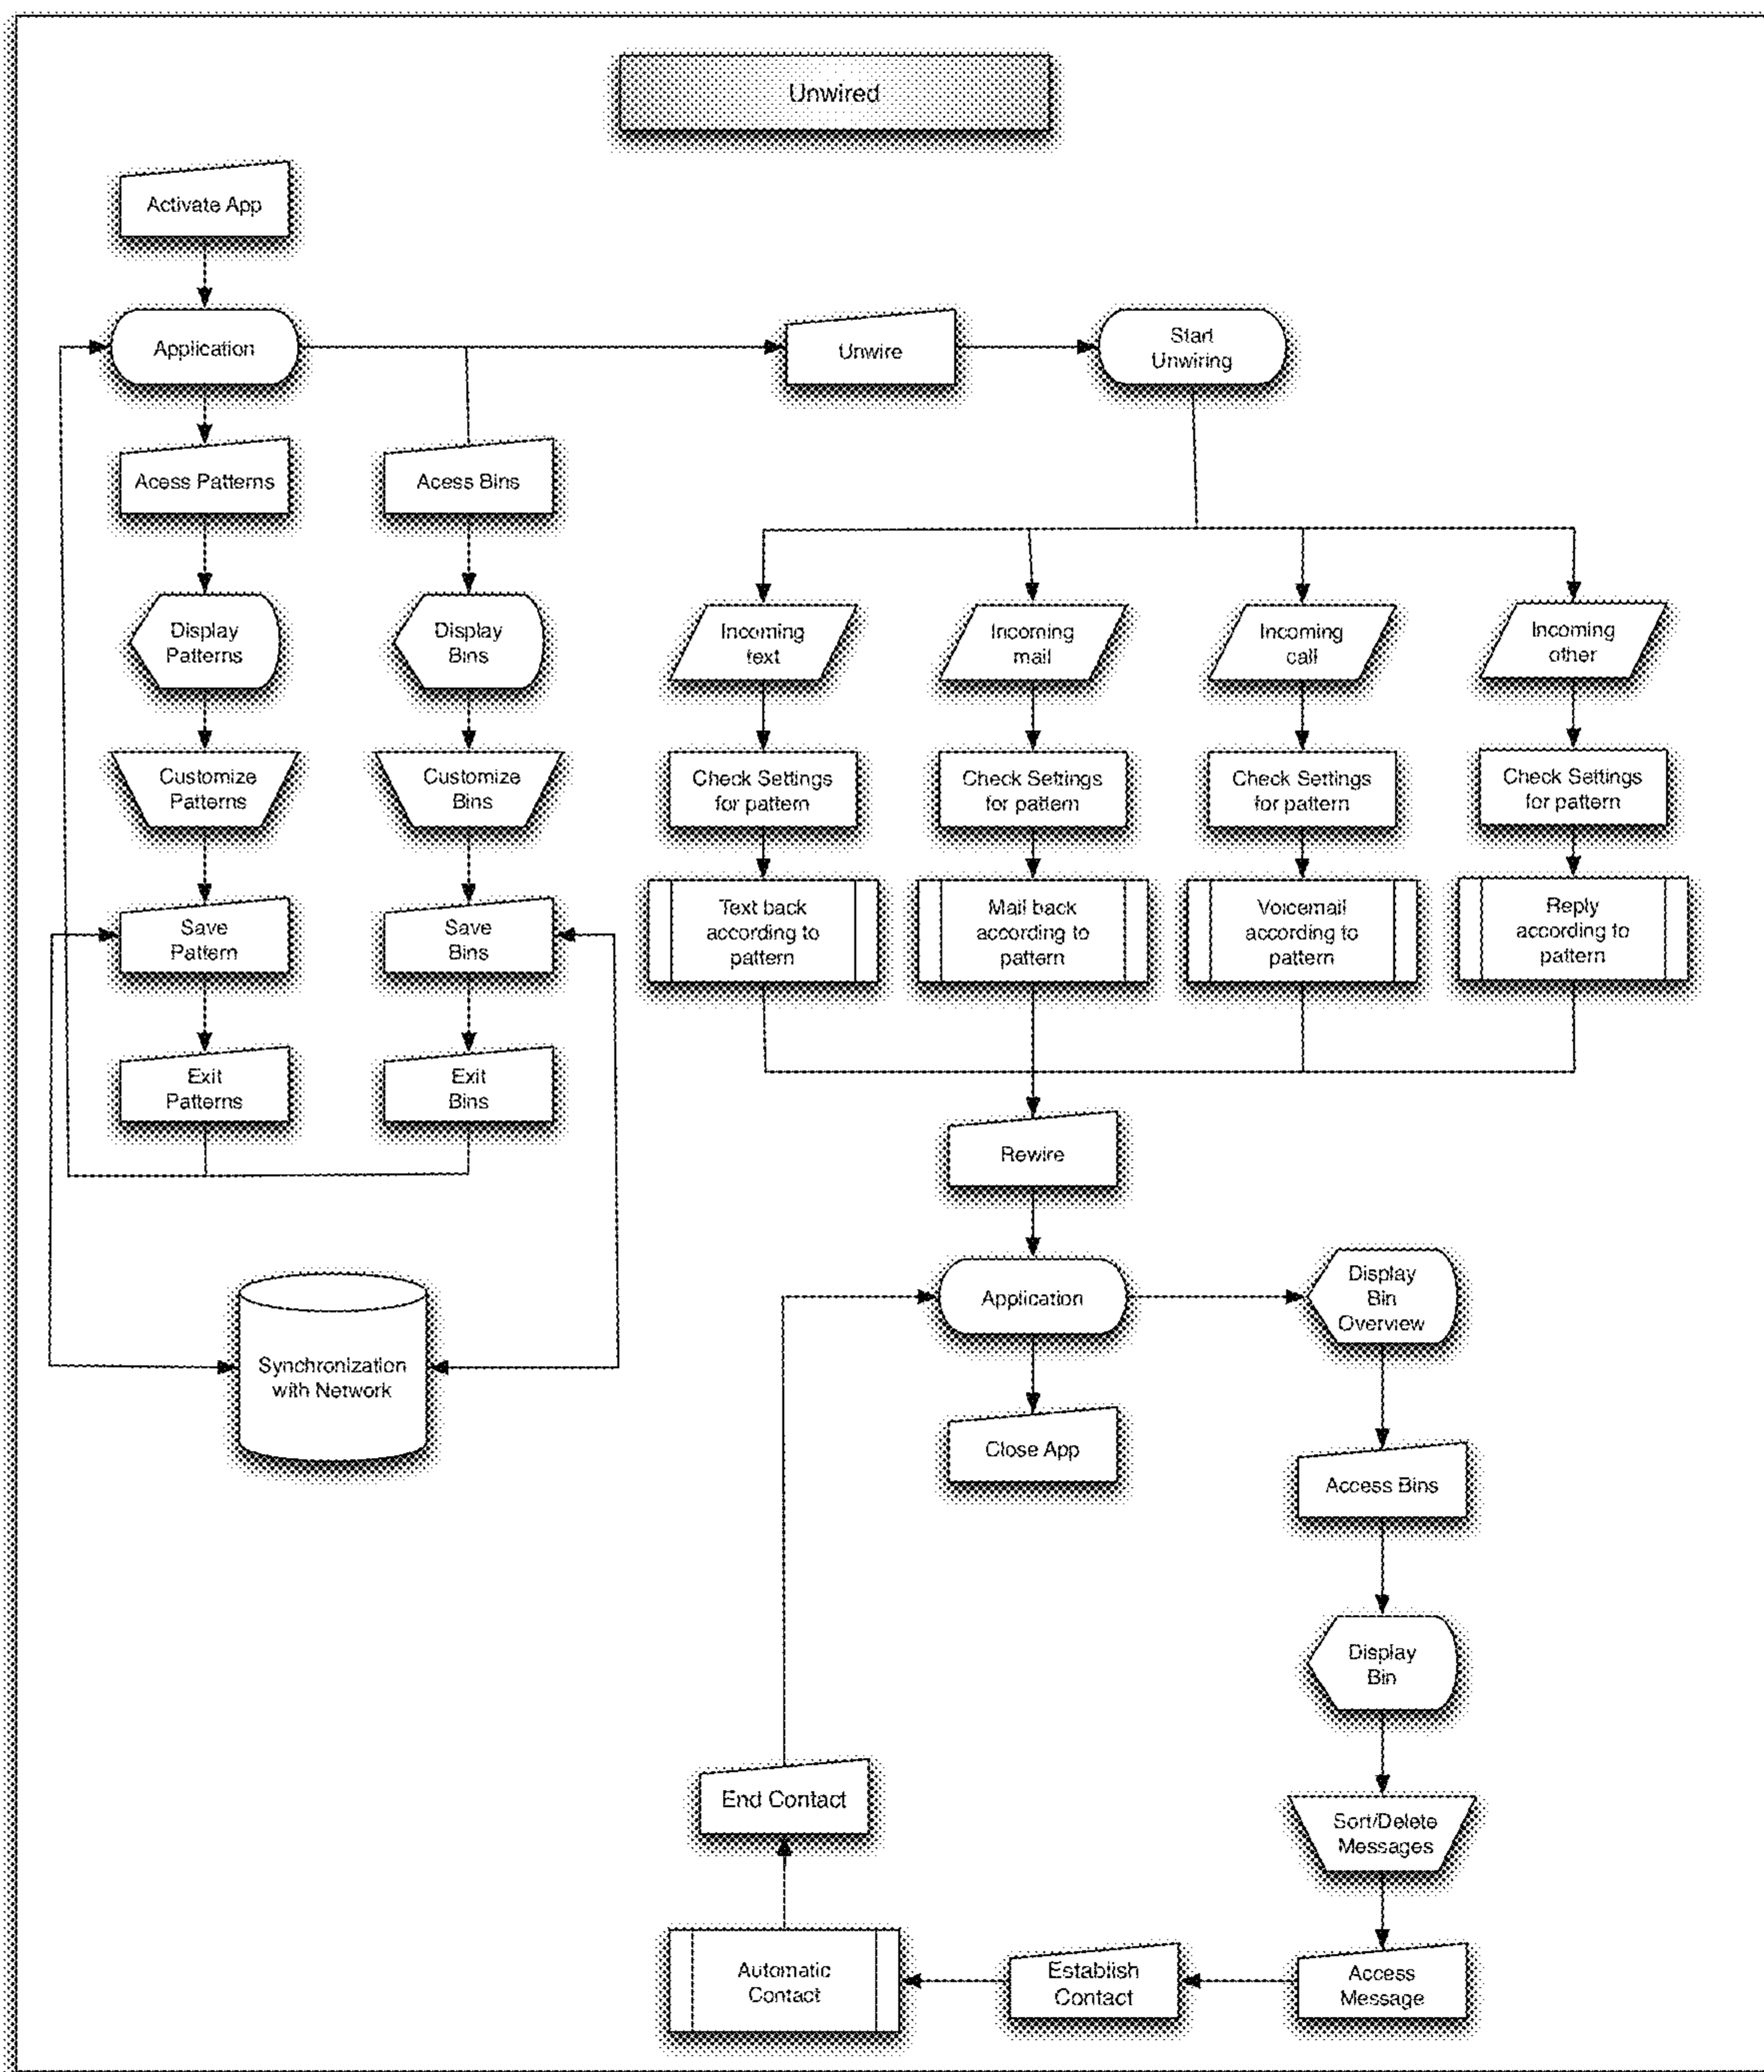 Unwired
Activate App
Application
Unwire
Start
Unwiring
Acess Patterns
Acess Bins
Display
Patterns
Display
Bins
Incoming
text
Incoming
mail
Incoming
call
Incoming
other
Customize
Patterns
Customize
Bins
Check Settings
for pattern
Check Settings
for pattern
Check Settings
for pattern
Check Settings
for pattern
Save
Pattern
Save
Bins
Text back
according to
pattern
Mail back
according to
pattern
Voicemail
according to
pattern
Reply
according to
pattern
Exit
Patterns
Exit
Bins
Rewire
Application
Display
Bin
Overview
Synchronization
with Network
Close App
Access Bins
Display
Bin
End Contact
Sort/Delete
Messages
Automatic
Contact
Establish
Contact
Access
Message